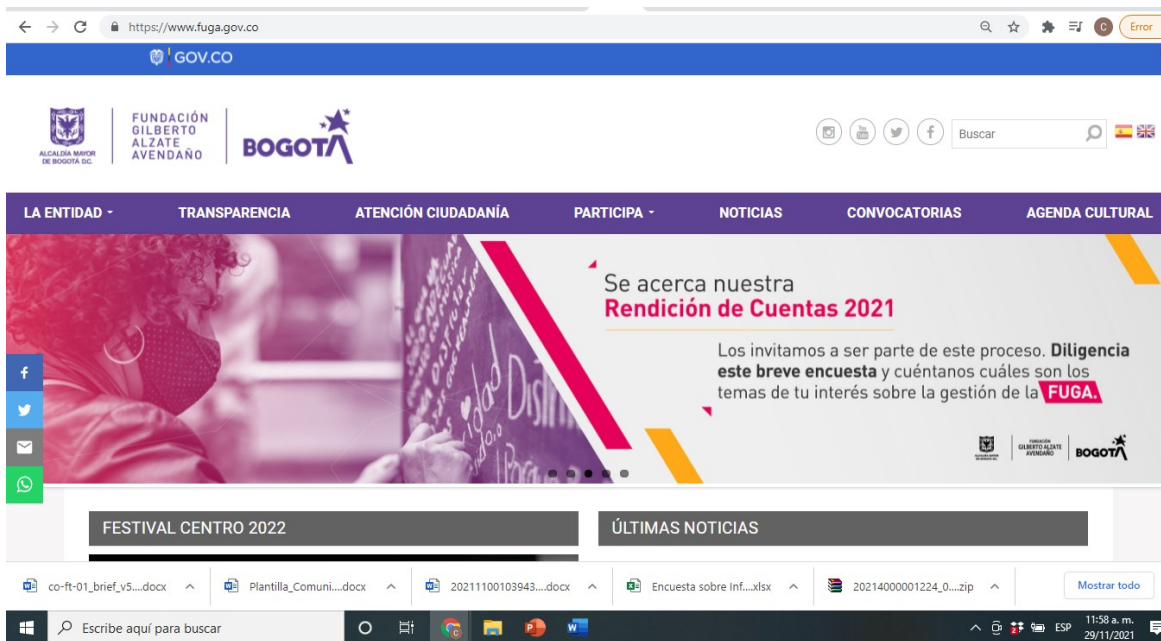 https://www.fuga.gov.co
C
Error
GOV.CO
ALCALDÍA MAYOR
DE BOGOTÁ D.C.
FUNDACIÓN
GILBERTO
ALZATE
AVENDAÑO
BOGOTÁ
Buscar
LA ENTIDAD TRANSPARENCIA ATENCIÓN CIUDADANÍA PARTICIPA NOTICIAS CONVOCATORIAS AGENDA CULTURAL
Se acerca nuestra
Rendición de Cuentas 2021
Los invitamos a ser parte de este proceso. Diligencia
este breve encuesta y cuéntanos cuáles son los
temas de tu interés sobre la gestión de la FUGA.
FUNDACIÓN
GILBERTO ALZATE
AVENDAÑO
BOGOTÁ
FESTIVAL CENTRO 2022
ÚLTIMAS NOTICIAS
co-ft-01_brief_v5....docx
Plantilla_Comuni....docx
20211100103943....docx
Encuesta sobre Inf....xlsx
20214000001224_0....zip
Mostrar todo
Escribe aquí para buscar
ESP
11:58 a. m.
29/11/2021